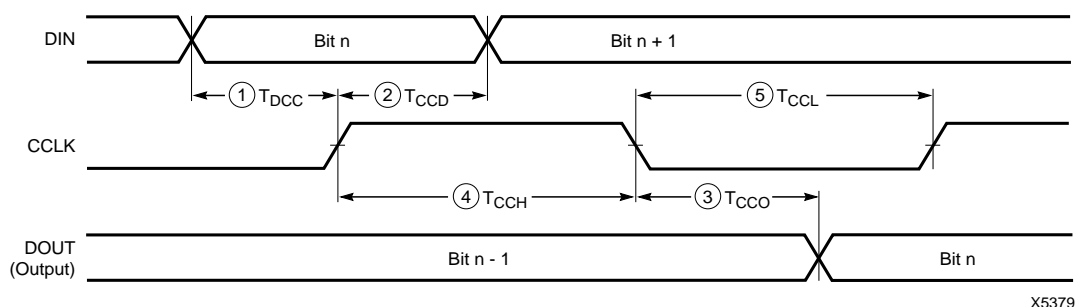 DIN
Bit n
Bit n + 1
1 TDCC
2 TCCD
5 TCCL
CCLK
4 TCCH
3 TCCO
DOUT
(Output)
Bit n - 1
Bit n
X5379